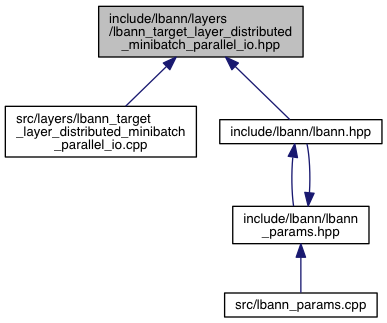 include/lbann/layers
/lbann_target_layer_distributed
_minibatch_parallel_io.hpp
src/layers/lbann_target
_layer_distributed_minibatch
_parallel_io.cpp
include/lbann/lbann.hpp
include/lbann/lbann
_params.hpp
src/lbann_params.cpp